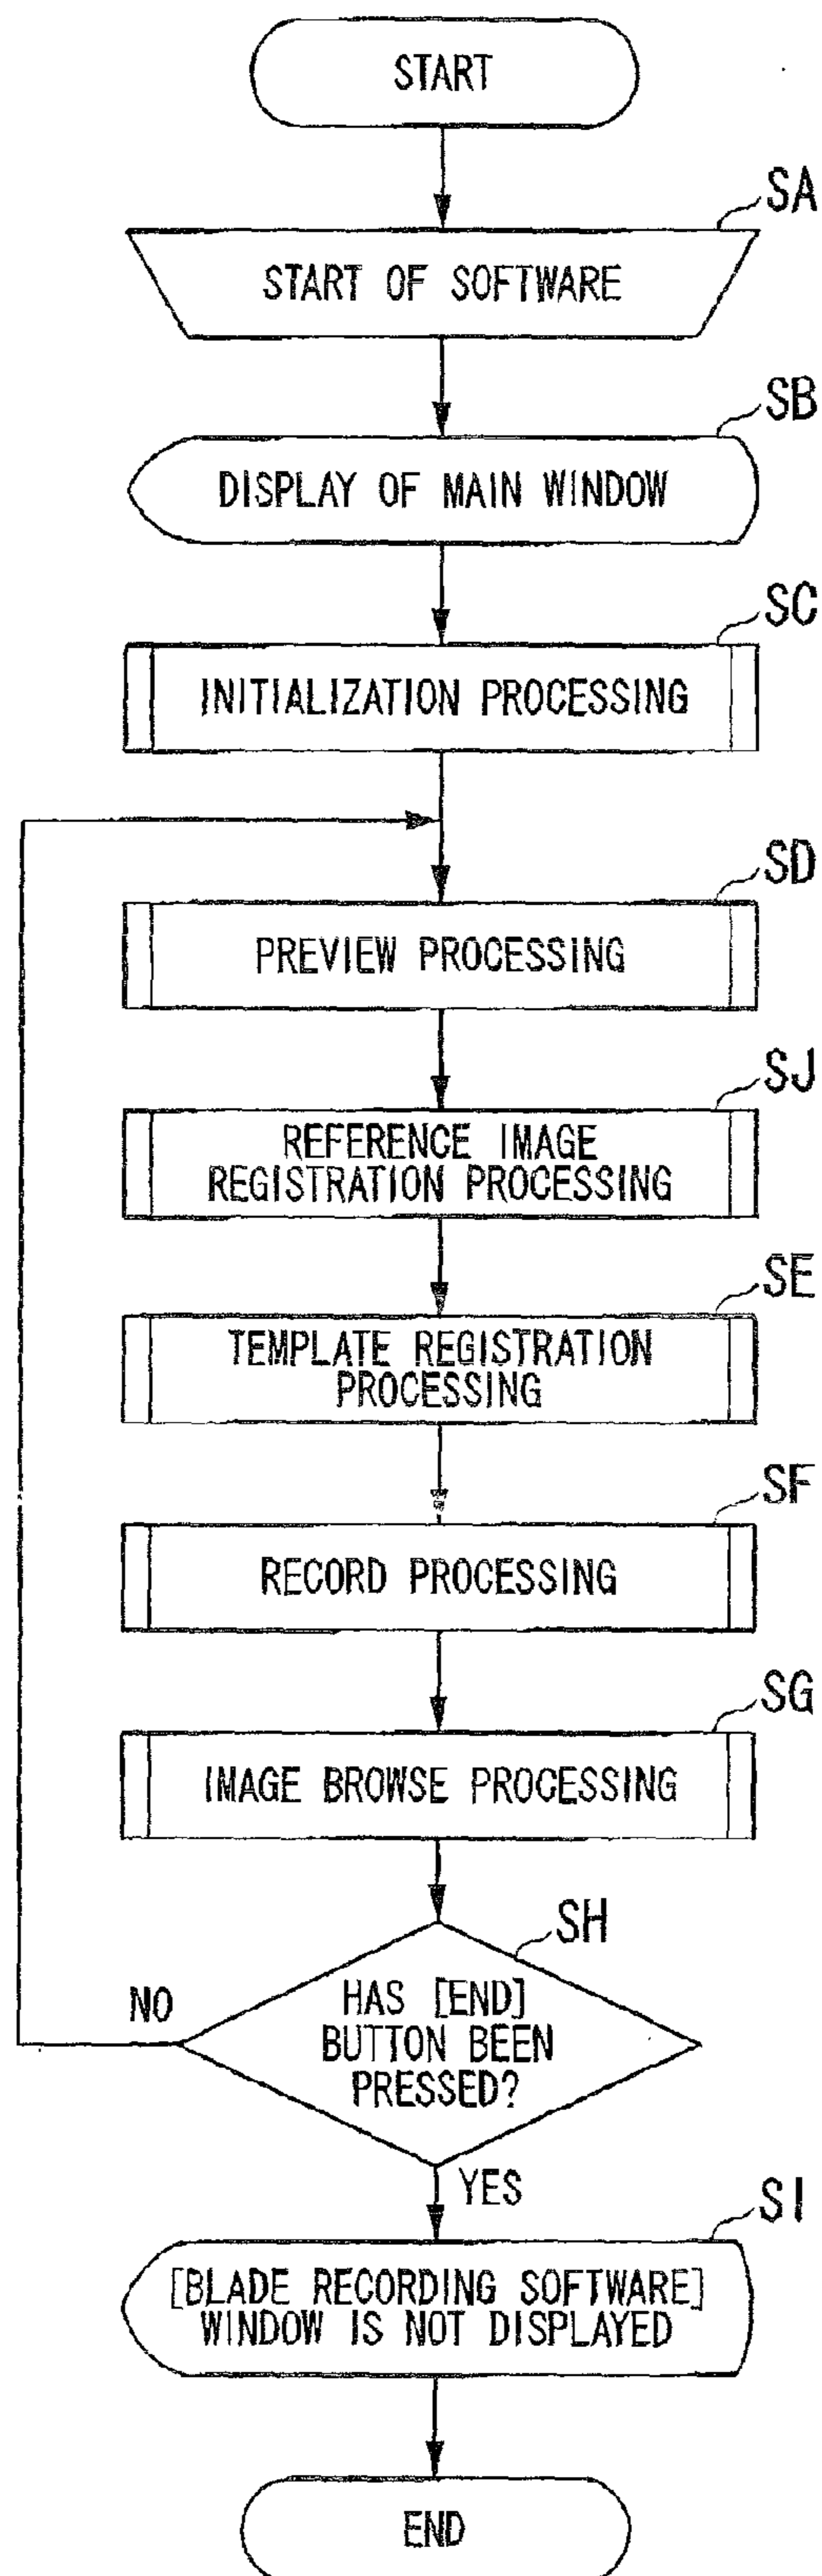 START
SA
START OF SOFTWARE
SB
DISPLAY OF MAIN WINDOW
SC
INITIALIZATION PROCESSING
SD
PREVIEW PROCESSING
SJ
REFERENCE IMAGE
REGISTRATION PROCESSING
SE
TEMPLATE REGISTRATION
PROCESSING
SF
RECORD PROCESSING
SG
IMAGE BROWSE PROCESSING
SH
NO
HAS [END]
BUTTON BEEN
PRESSED?
YES
SI
[BLADE RECORDING SOFTWARE]
WINDOW IS NOT DISPLAYED
END